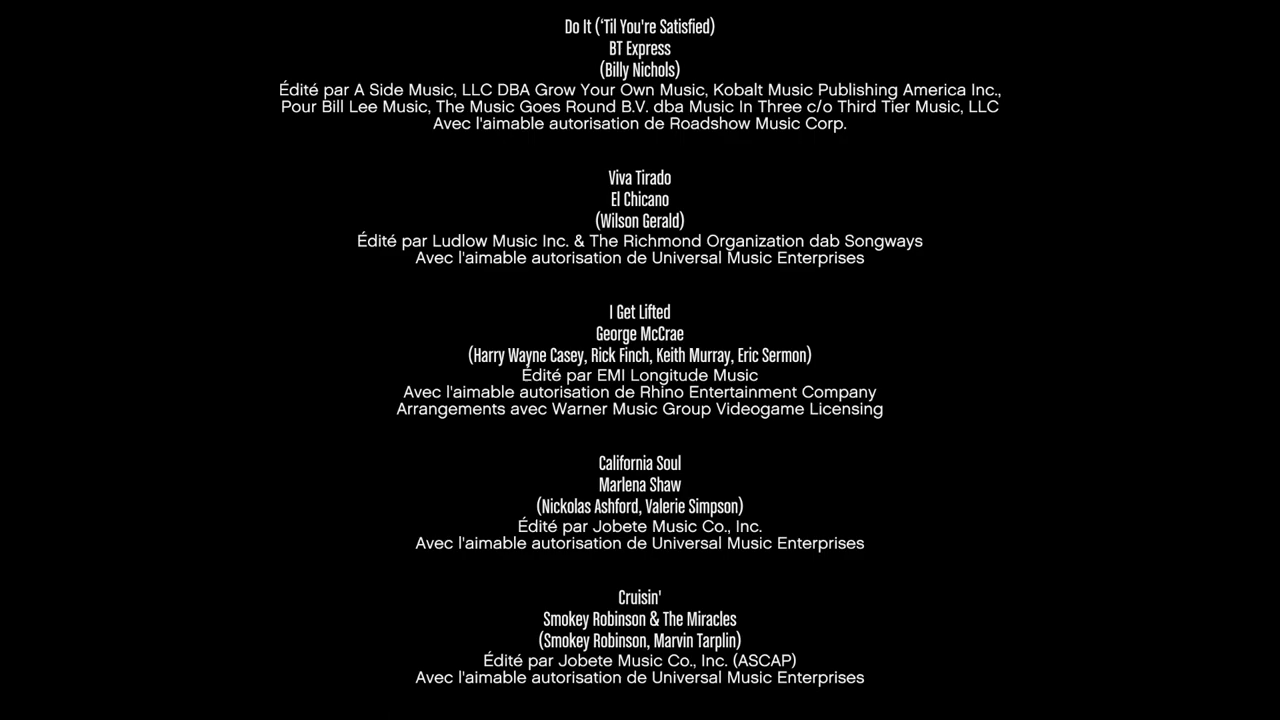 Do It (‘Til You're Satisfied)
BT Express
(Billy Nichols)
Édité par A Side Music, LLC DBA Grow Your Own Music, Kobalt Music Publishing America Inc.,
Pour Bill Lee Music, The Music Goes Round B.V. dba Music In Three c/o Third Tier Music, LLC
Avec l'aimable autorisation de Roadshow Music Corp.
Viva Tirado
El Chicano
(Wilson Gerald)
Édité par Ludlow Music Inc. & The Richmond Organization dab Songways
Avec l'aimable autorisation de Universal Music Enterprises
I Get Lifted
George McCrae
(Harry Wayne Casey, Rick Finch, Keith Murray, Eric Sermon)
Édité par EMI Longitude Music
Avec l'aimable autorisation de Rhino Entertainment Company
Arrangements avec Warner Music Group Videogame Licensing
California Soul
Marlena Shaw
(Nickolas Ashford, Valerie Simpson)
Édité par Jobete Music Co., Inc.
Avec l'aimable autorisation de Universal Music Enterprises
Cruisin'
Smokey Robinson & The Miracles
(Smokey Robinson, Marvin Tarplin)
Édité par Jobete Music Co., Inc. (ASCAP)
Avec l'aimable autorisation de Universal Music Enterprises